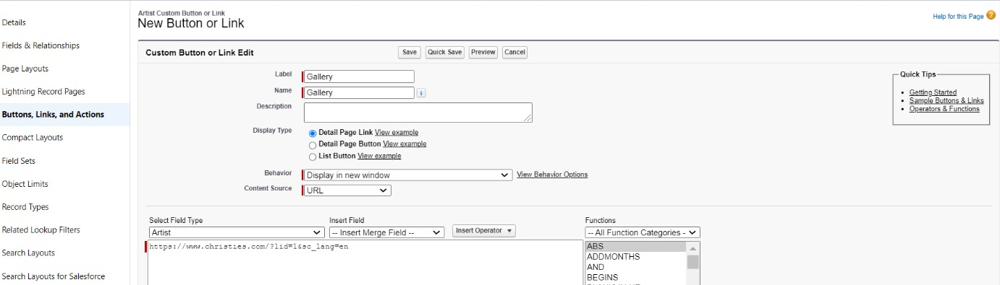 Details
Fields & Relationships
Page Layouts
Lightning Record Pages
Buttons, Links, and Actions
Compact Layouts
Field Sets
Object Limits
Record Types
Related Lookup Filters
Search Layouts
Search Layouts for Salesforce
Artist Custom Button or Link
New Button or Link
Help for this Page ?
Custom Button or Link Edit
Save
Quick Save
Preview
Cancel
Label
Gallery
Name
Gallery
i
Description
Display Type
Detail Page Link View example
Detail Page Button View example
List Button View example
Behavior
Display in new window
View Behavior Options
Content Source
URL
Quick Tips
Getting Started
Sample Buttons & Links
Operators & Functions
Select Field Type
Artist
Insert Field
-- Insert Merge Field --
Insert Operator
Functions
-- All Function Categories -
https://www.christies.com/?lid=1&sc_lang=en
ABS
ADDMONTHS
AND
BEGINS